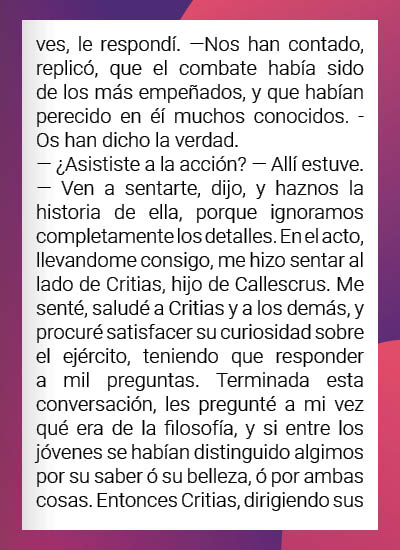 ves, le respondí. —Nos han contado,
replicó, que el combate había sido
de los más empeñados, y que habían
perecido en éí muchos conocidos. -
Os han dicho la verdad.
— ¿Asististe a la acción? — Allí estuve.
— Ven a sentarte, dijo, y haznos la
historia de ella, porque ignoramos
completamente los detalles. En el acto,
llevandome consigo, me hizo sentar al
lado de Critias, hijo de Callescrus. Me
senté, saludé a Critias y a los demás, y
procuré satisfacer su curiosidad sobre
el ejército, teniendo que responder
a mil preguntas. Terminada esta
conversación, les pregunté a mi vez
qué era de la filosofía, y si entre los
jóvenes se habían distinguido algimos
por su saber ó su belleza, ó por ambas
cosas. Entonces Critias, dirigiendo sus